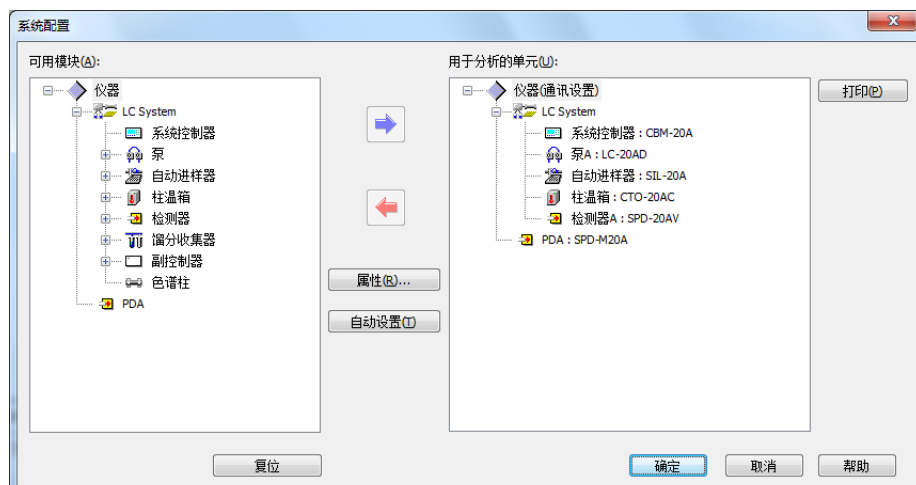 系统配置
可用模块(A):
仪器
LC System
系统控制器
泵
自动进样器
柱温箱
检测器
馏分收集器
副控制器
色谱柱
PDA
属性(R)...
自动设置(T)
复位
用于分析的单元(U):
仪器(通讯设置)
LC System
系统控制器 : CBM-20A
泵A : LC-20AD
自动进样器 : SIL-20A
柱温箱 : CTO-20AC
检测器A : SPD-20AV
PDA : SPD-M20A
打印(P)
确定
取消
帮助